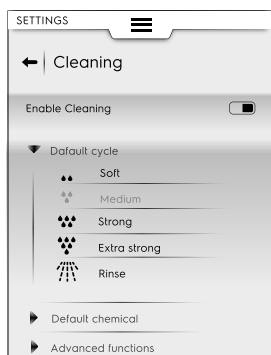 SETTINGS
Cleaning
Enable Cleaning
Dafault cycle
Soft
Medium
Strong
Extra strong
Rinse
Default chemical
Advanced functions